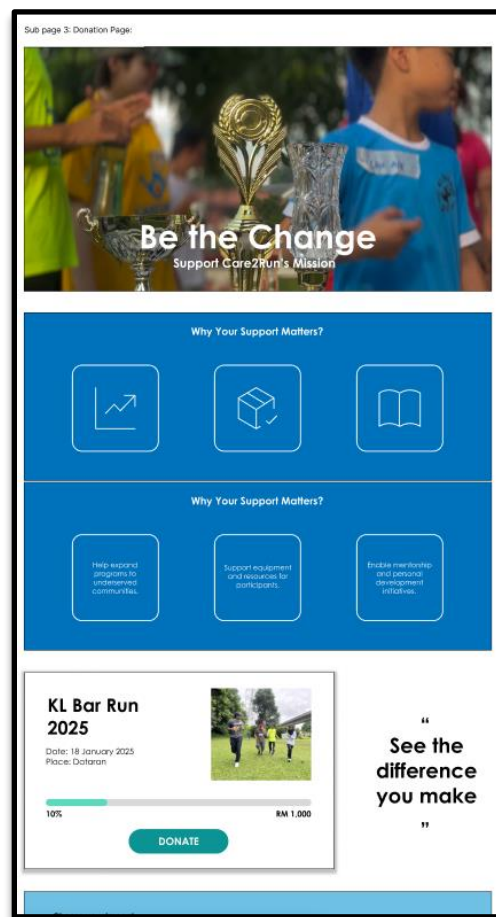 Sub page 3: Donation Page:
Be the Change
Support Care2Run's Mission
Why Your Support Matters?
Why Your Support Matters?
Help expand
programs to
underserved
communities.
Support equipment
and resources for
participants.
Enable mentorship
and personal
development
initiatives.
KL Bar Run
2025
Date: 18 January 2025
Place: Dataran
10%
RM 1,000
DONATE
“
See the
difference
you make
”